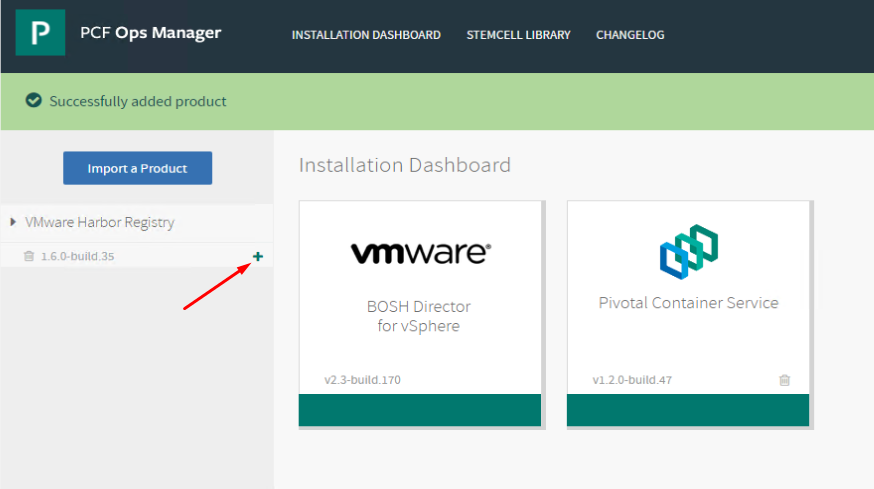 P PCF Ops Manager INSTALLATION DASHBOARD STEMCELL LIBRARY CHANGELOG
Successfully added product
Import a Product
VMware Harbor Registry
1.6.0-build.35
Installation Dashboard
vmware®
BOSH Director
for vSphere
v2.3-build.170
Pivotal Container Service
v1.2.0-build.47